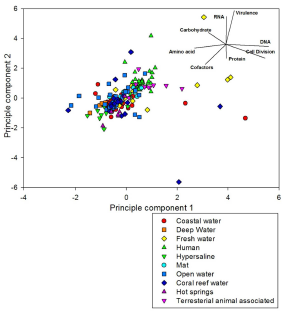 6
4
2
0
-2
-4
-6
-4
-2
0
2
4
6
Principle component 2
Principle component 1
RNA
Virulence
Carbohydrate
Amino acid
DNA
Cell Division
Protein
Cofactors
Coastal water
Deep Water
Fresh water
Human
Hypersaline
Mat
Open water
Coral reef water
Hot springs
Terresterial animal associated